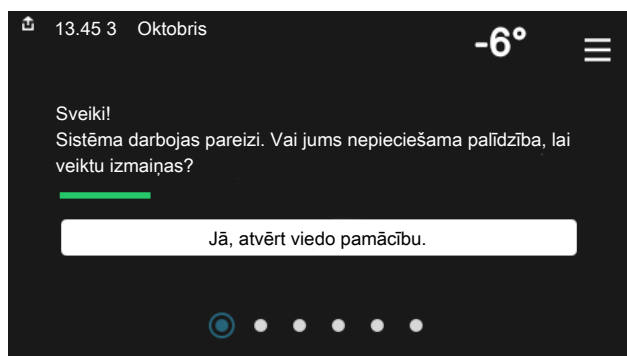 13.45 3 Oktobris
-6°
Sveiki!
Sistēma darbojas pareizi. Vai jums nepieciešama palīdzība, lai
veiktu izmaiņas?
Jā, atvērt viedo pamācību.